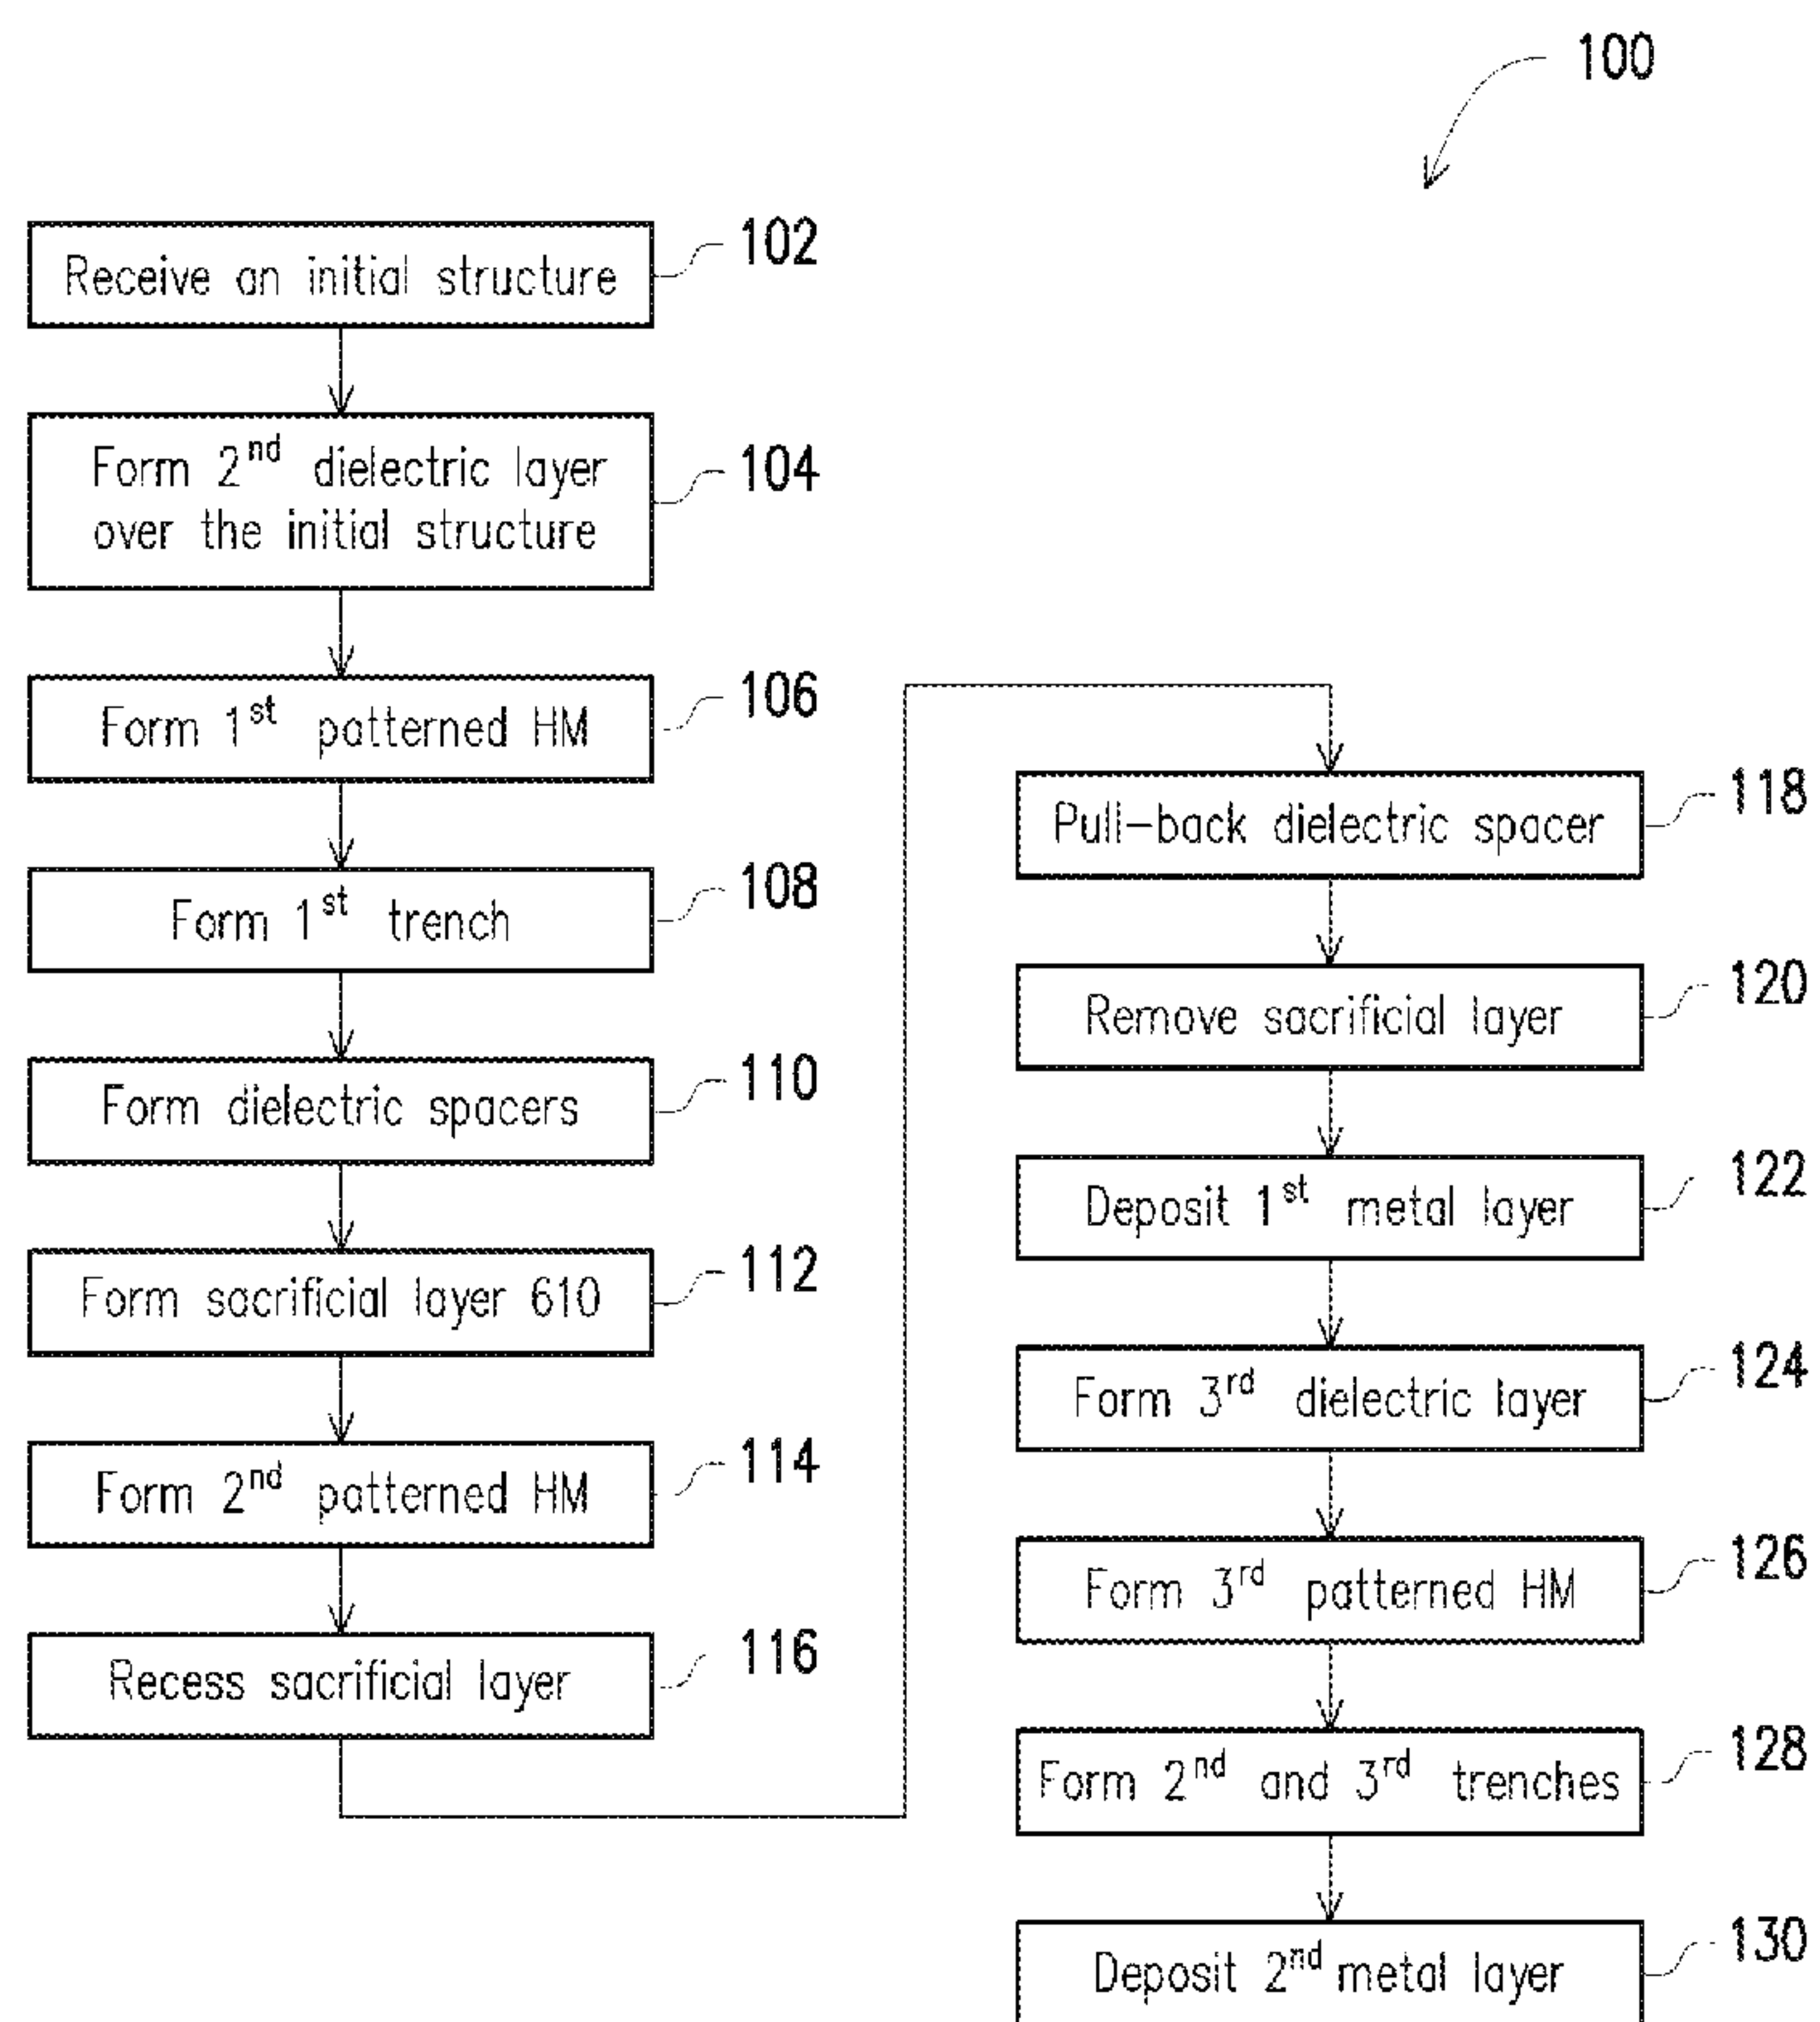 100
Receive an initial structure
102
Form 2nd dielectric layer
over the initial structure
104
Form 1st patterned HM
106
Form 1st trench
108
Form dielectric spacers
110
Form sacrificial layer 610
112
Form 2nd patterned HM
114
Recess sacrificial layer
116
Pull-back dielectric spacer
118
Remove sacrificial layer
120
Deposit 1st metal layer
122
Form 3rd dielectric layer
124
Form 3rd patterned HM
126
Form 2nd and 3rd trenches
128
Deposit 2nd metal layer
130